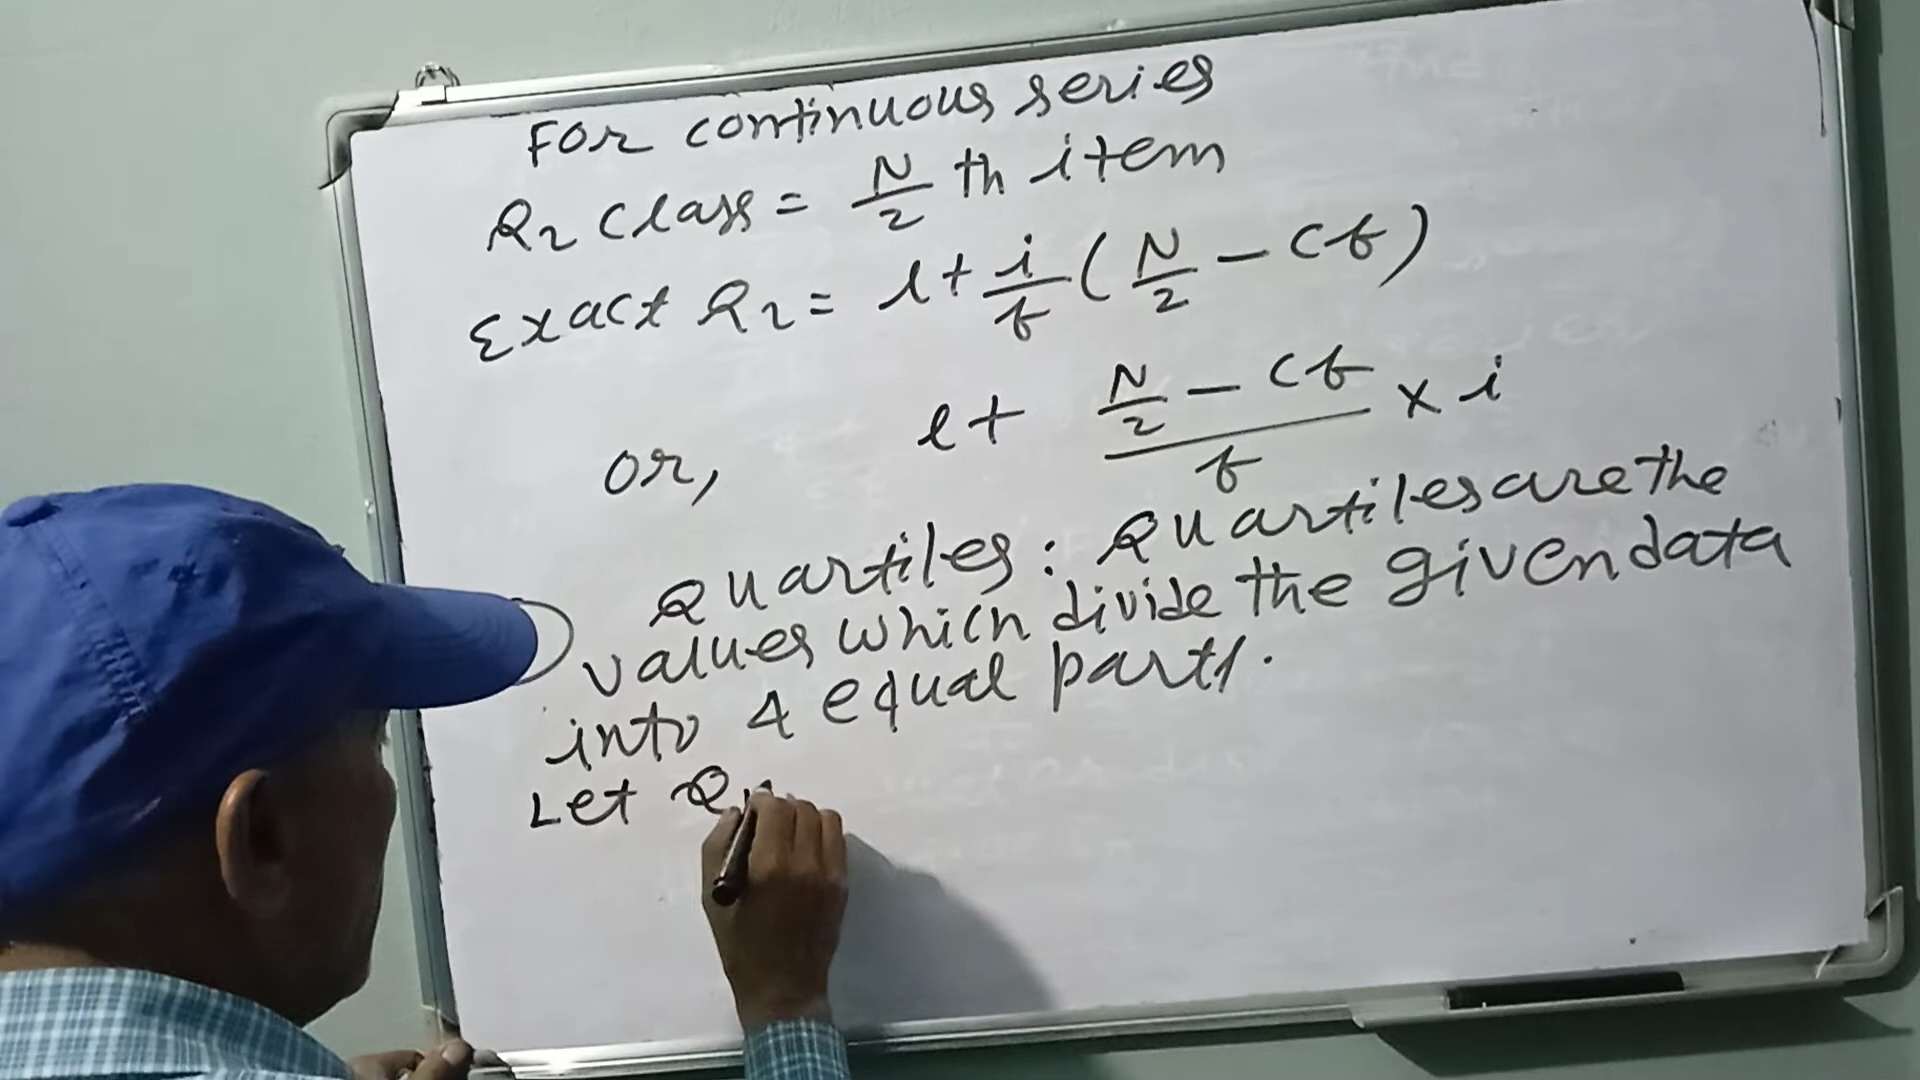 For continuous series
Q₂ class = N/2 th item
Exact Q₂ = l + i/f (N/2 - cf)
or, l + (N/2 - cf)/f × i
Quartiles : Quartiles are the
values which divide the given data
into 4 equal parts.
Let Q₁